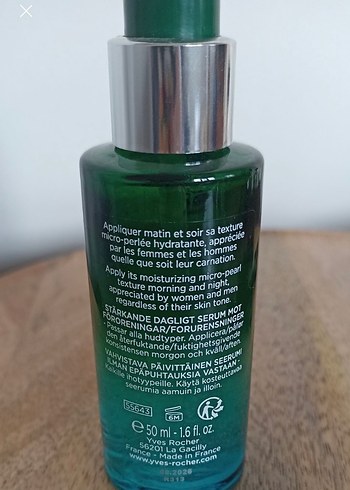 Appliquer matin et soir sa texture
micro-perlée hydratante, appréciée
par les femmes et les hommes
quelle que soit leur carnation.
Apply its moisturizing micro-pearl
texture morning and night,
appreciated by women and men
regardless of their skin tone.
STÄRKANDE DAGLIGT SERUM MOT
FÖRORENINGAR/FORURENSNINGER
- Passar alla hudtyper. Applicera/påfør
den återfuktande/fuktighetsgivende
konsistensen morgon och kväll/aften.
VAHVISTAVA PÄIVITTÄINEN SEERUMI
ILMAN EPÄPUHTAUKSIA VASTAAN -
Kaikille ihotyypeille. Käytä kosteuttavaa
seerumia aamuin ja illoin.
55643
6M
e 50 ml - 1.6 fl. oz.
Yves Rocher
56201 La Gacilly
France - Made in France
www.yves-rocher.com